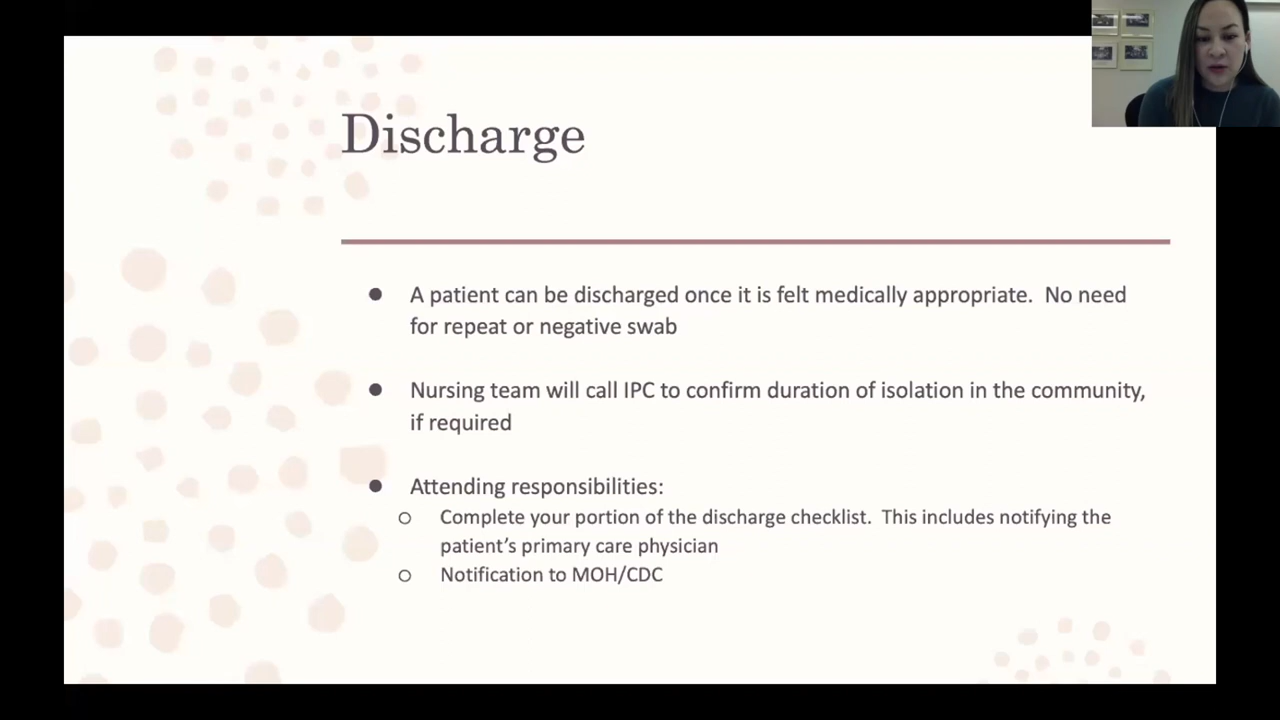 Discharge
● A patient can be discharged once it is felt medically appropriate.  No need
for repeat or negative swab
● Nursing team will call IPC to confirm duration of isolation in the community,
if required
● Attending responsibilities:
○ Complete your portion of the discharge checklist.  This includes notifying the
patient’s primary care physician
○ Notification to MOH/CDC